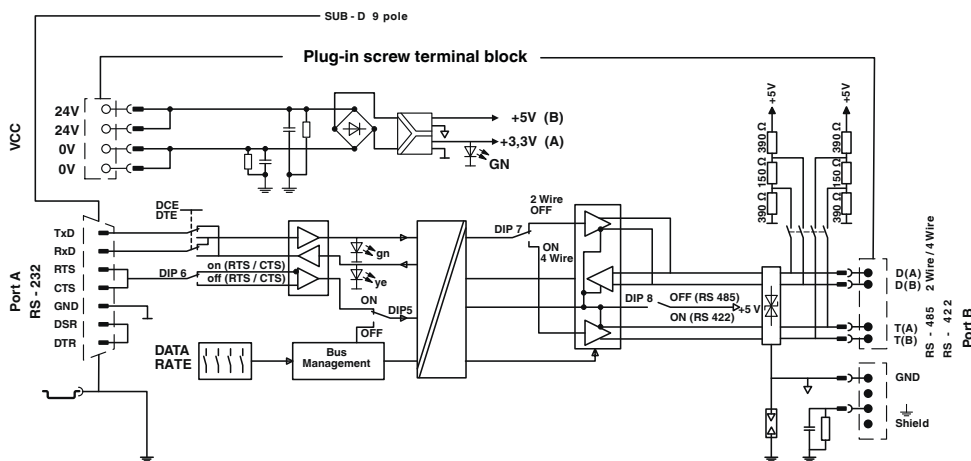 SUB - D 9 pole
Plug-in screw terminal block
VCC
24V
24V
0V
0V
+5V (B)
+3,3V (A)
GN
+5V
+5V
390 Ω
150 Ω
390 Ω
390 Ω
150 Ω
390 Ω
Port A
RS - 232
TxD
RxD
RTS
CTS
GND
DSR
DTR
DCE
DTE
DIP 6
on (RTS / CTS)
off (RTS / CTS)
gn
ye
ON
DIP5
OFF
DATA
RATE
Bus
Management
DIP 7
2 Wire
OFF
ON
4 Wire
DIP 8
OFF (RS 485)
+5 V
ON (RS 422)
D(A)
D(B)
T(A)
T(B)
2 Wire / 4 Wire
RS - 485
RS - 422
Port B
GND
Shield